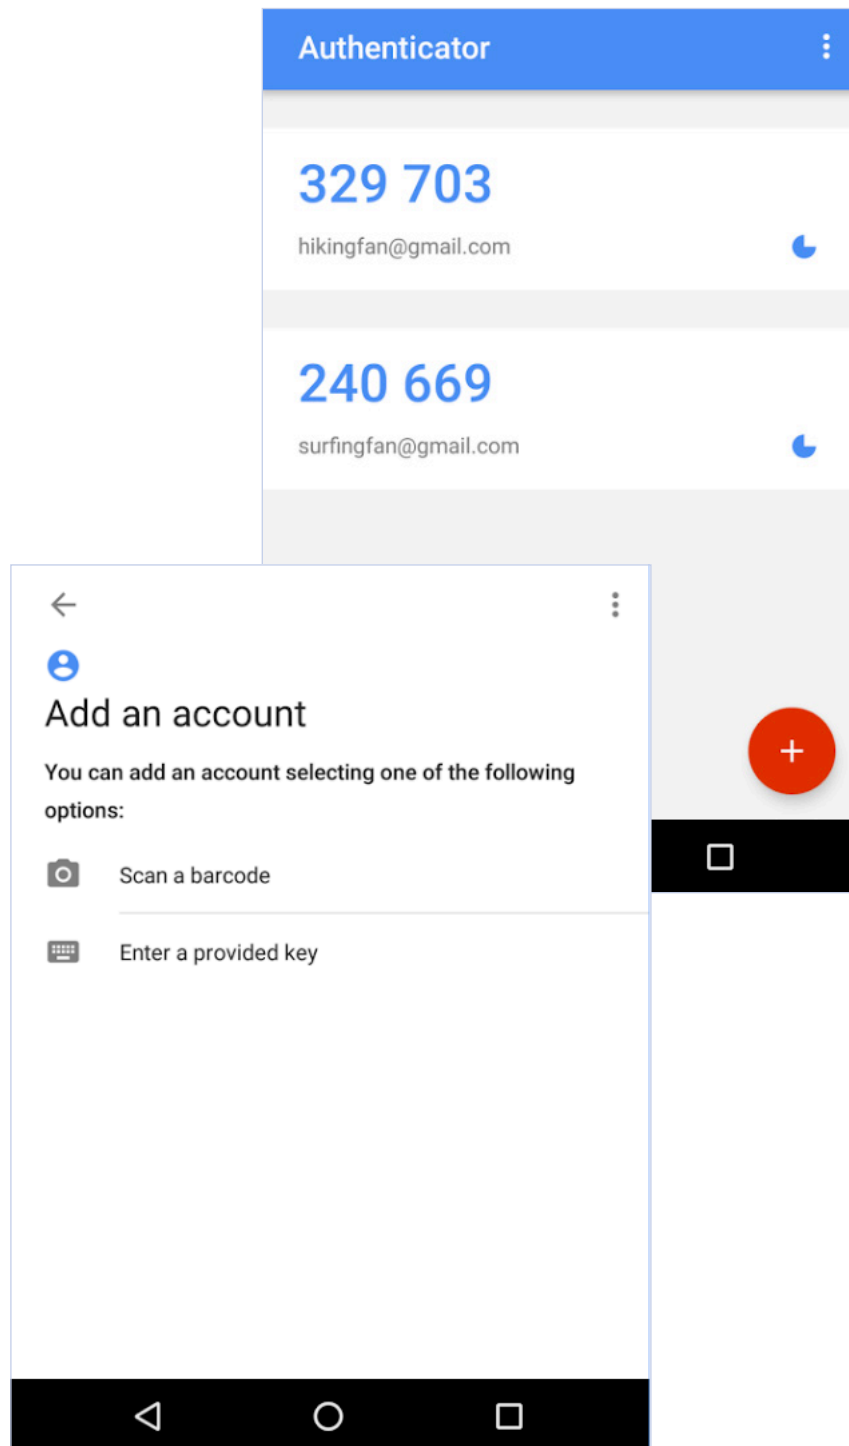 Authenticator
329 703
hikingfan@gmail.com
240 669
surfingfan@gmail.com
Add an account
You can add an account selecting one of the following
options:
Scan a barcode
Enter a provided key